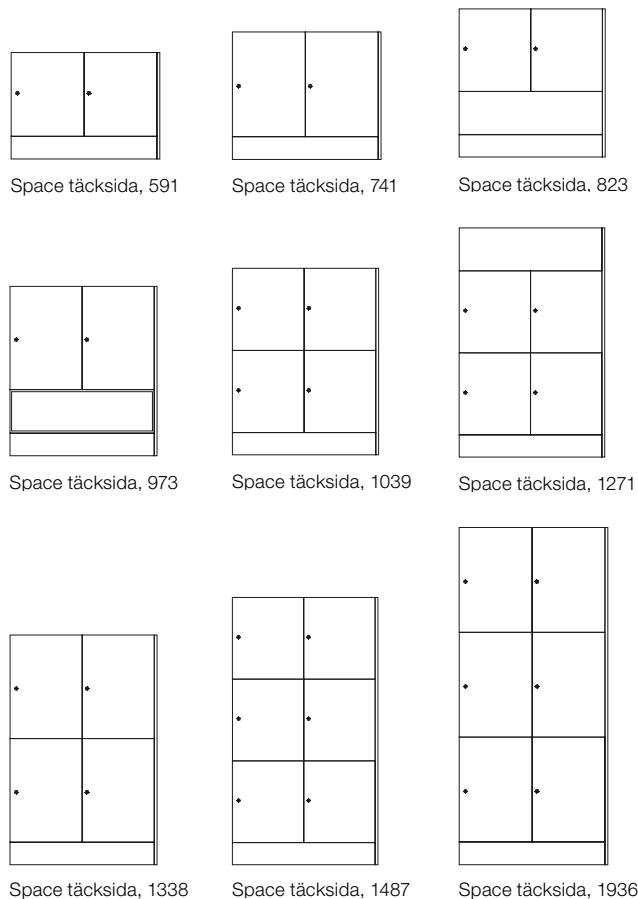 Space täcksida, 591
Space täcksida, 741
Space täcksida, 823
Space täcksida, 973
Space täcksida, 1039
Space täcksida, 1271
Space täcksida, 1338
Space täcksida, 1487
Space täcksida, 1936